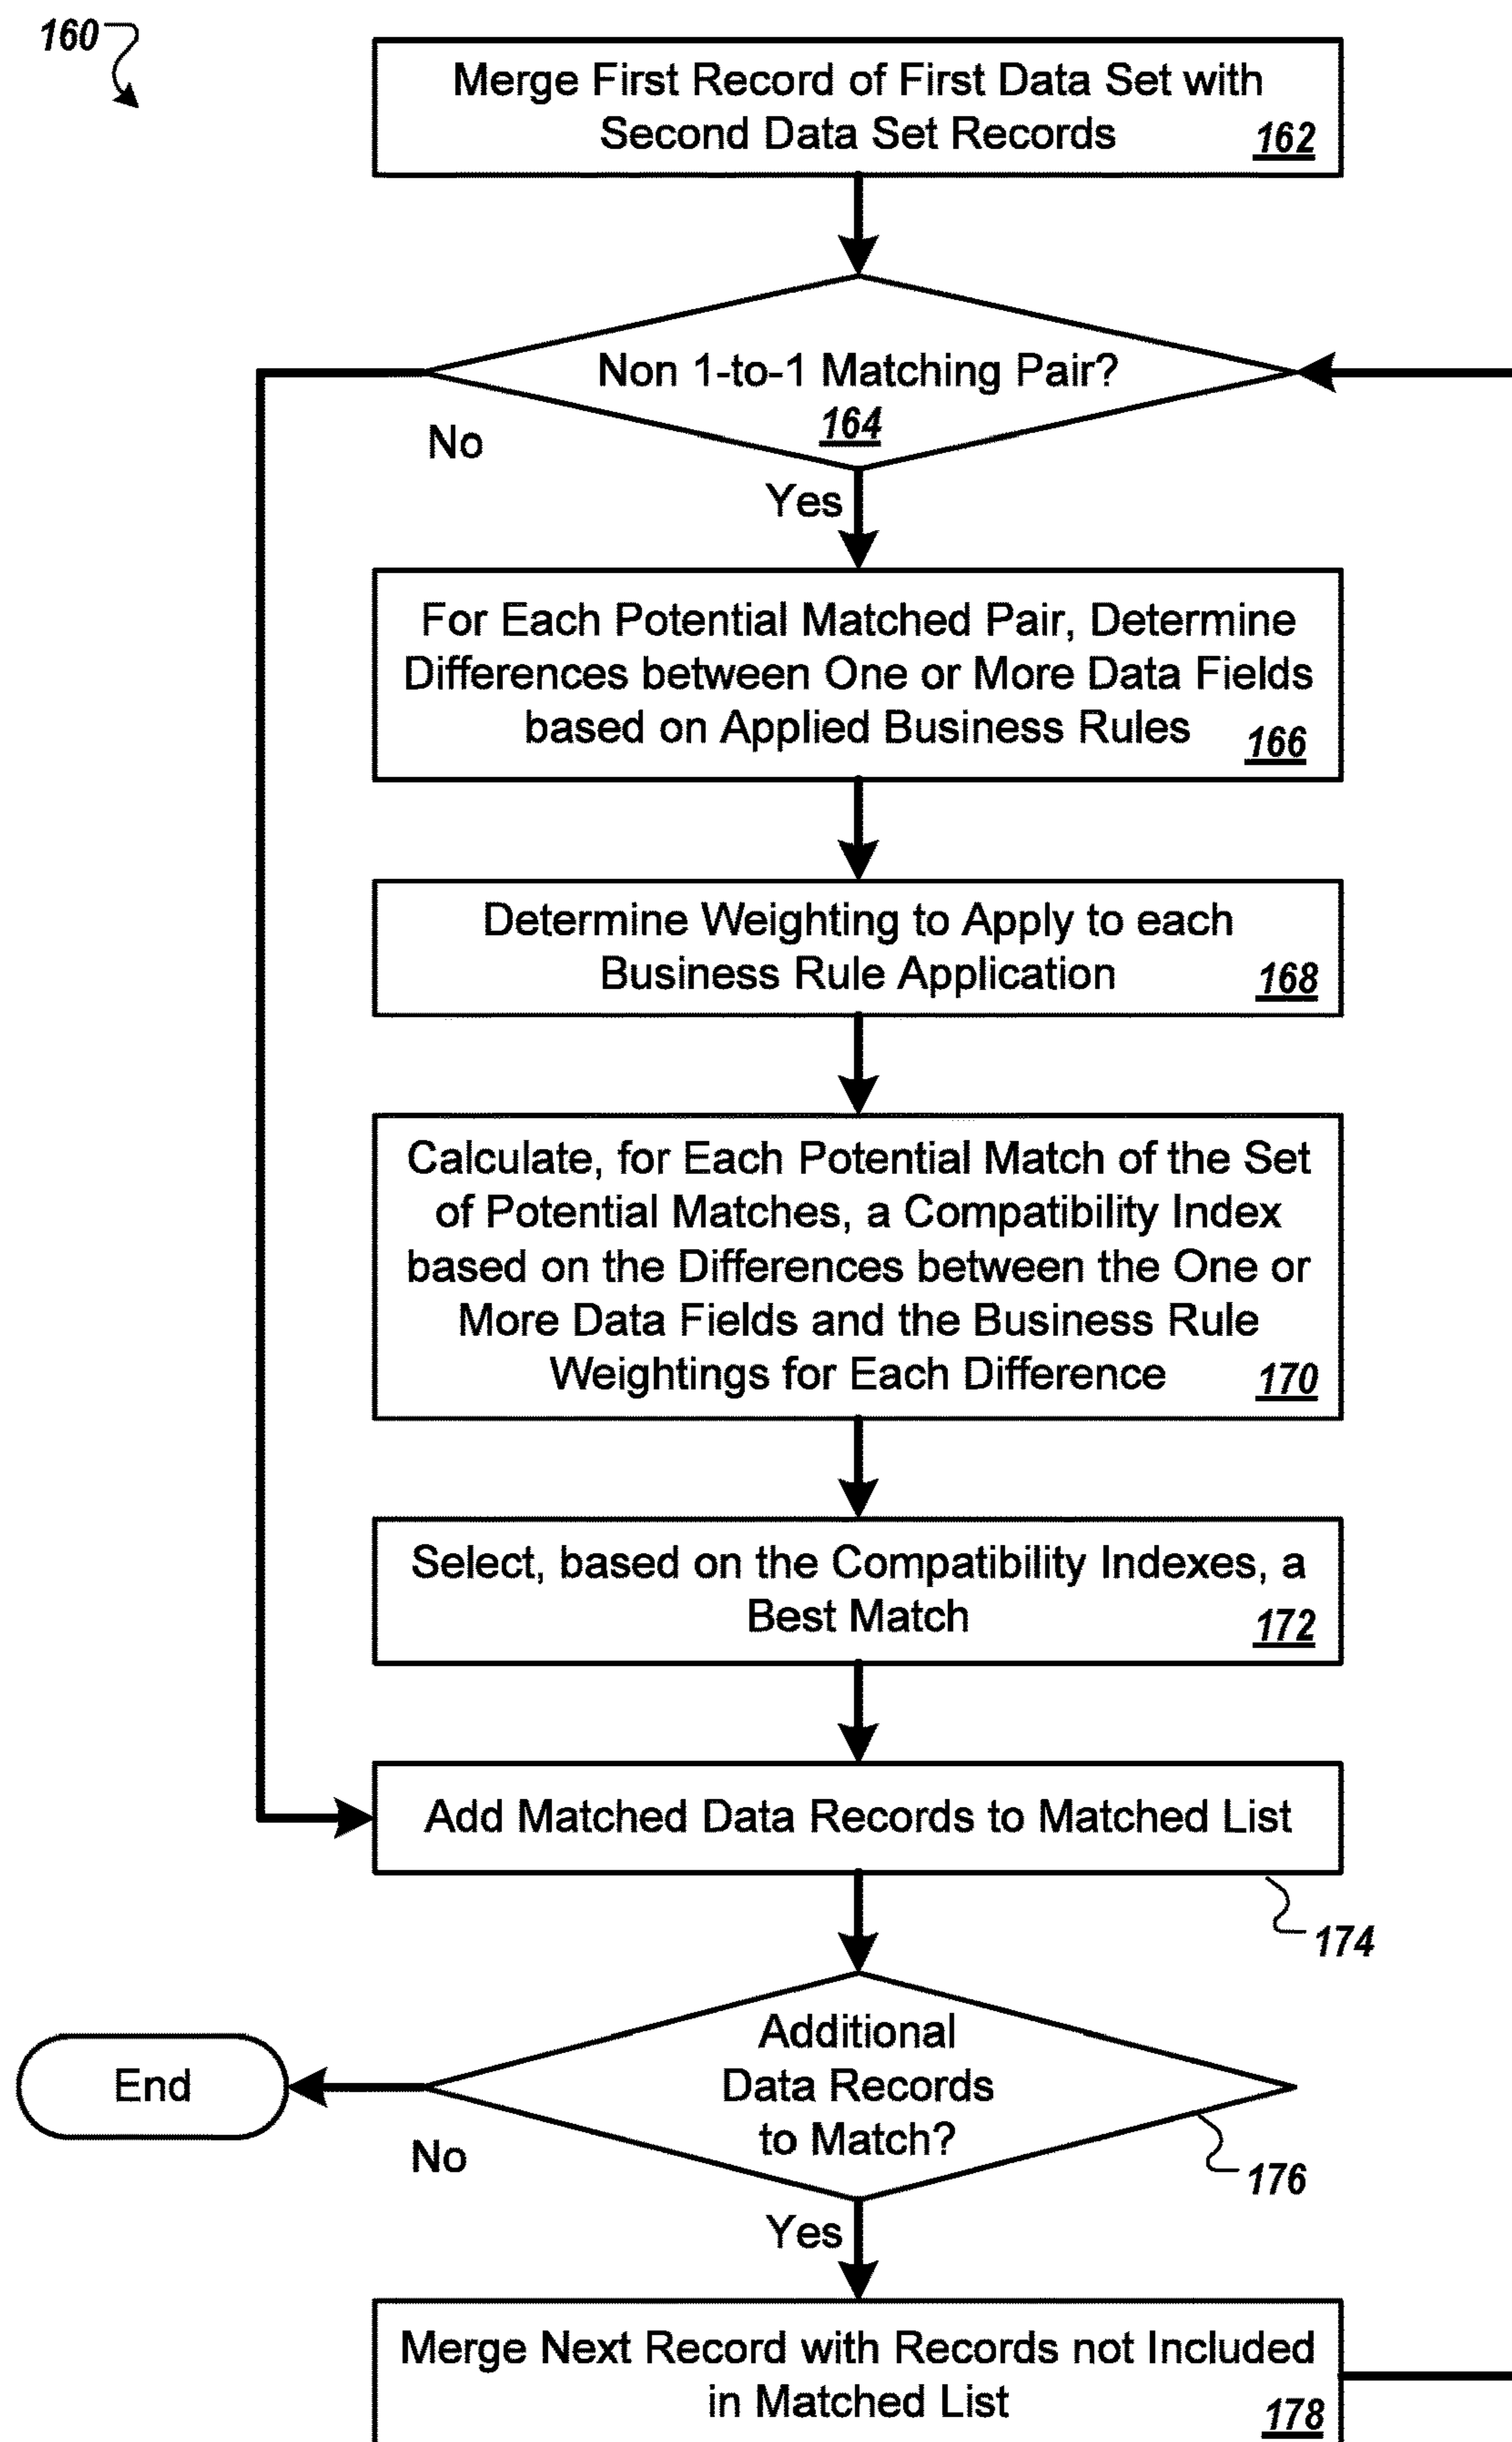 160
Merge First Record of First Data Set with
Second Data Set Records
162
Non 1-to-1 Matching Pair?
164
No
Yes
For Each Potential Matched Pair, Determine
Differences between One or More Data Fields
based on Applied Business Rules
166
Determine Weighting to Apply to each
Business Rule Application
168
Calculate, for Each Potential Match of the Set
of Potential Matches, a Compatibility Index
based on the Differences between the One or
More Data Fields and the Business Rule
Weightings for Each Difference
170
Select, based on the Compatibility Indexes, a
Best Match
172
Add Matched Data Records to Matched List
174
Additional
Data Records
to Match?
176
End
No
Yes
Merge Next Record with Records not Included
in Matched List
178